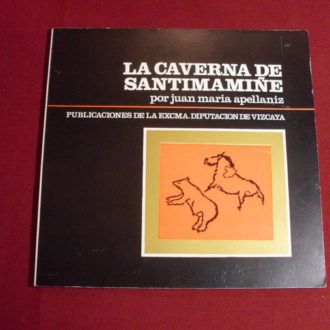 LA CAVERNA DE
SANTIMAMIÑE
por juan maria apellaniz
PUBLICACIONES DE LA EXCMA. DIPUTACION DE VIZCAYA